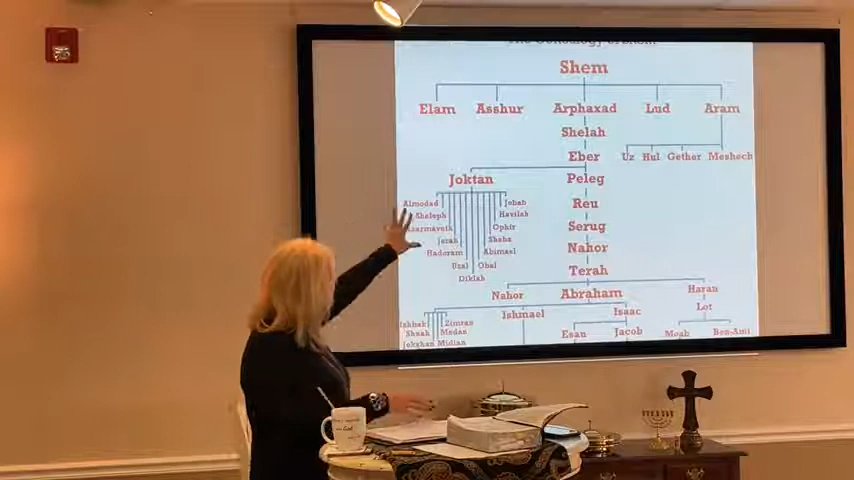 The Genealogy of Shem
Shem
Elam Asshur Arphaxad Lud Aram
Shelah
Eber Uz Hul Gether Meshech
Joktan Peleg
Almodad Jobab
Sheleph Havilah
Reu
Hazarmaveth Ophir
Serug
Jerah Sheba
Hadoram Abimael
Nahor
Uzal Obal
Diklah
Terah
Nahor Abraham Haran
Ishmael Isaac Lot
Ishbak Zimran
Shuah Medan
Jokshan Midian
Esau Jacob Moab Ben-Ami